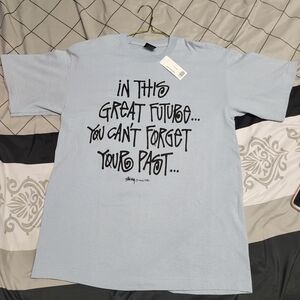 iN THiS
GREAT FUTURE...
YOU CAN'T FORGET
YOUR PAST...
Stüssy